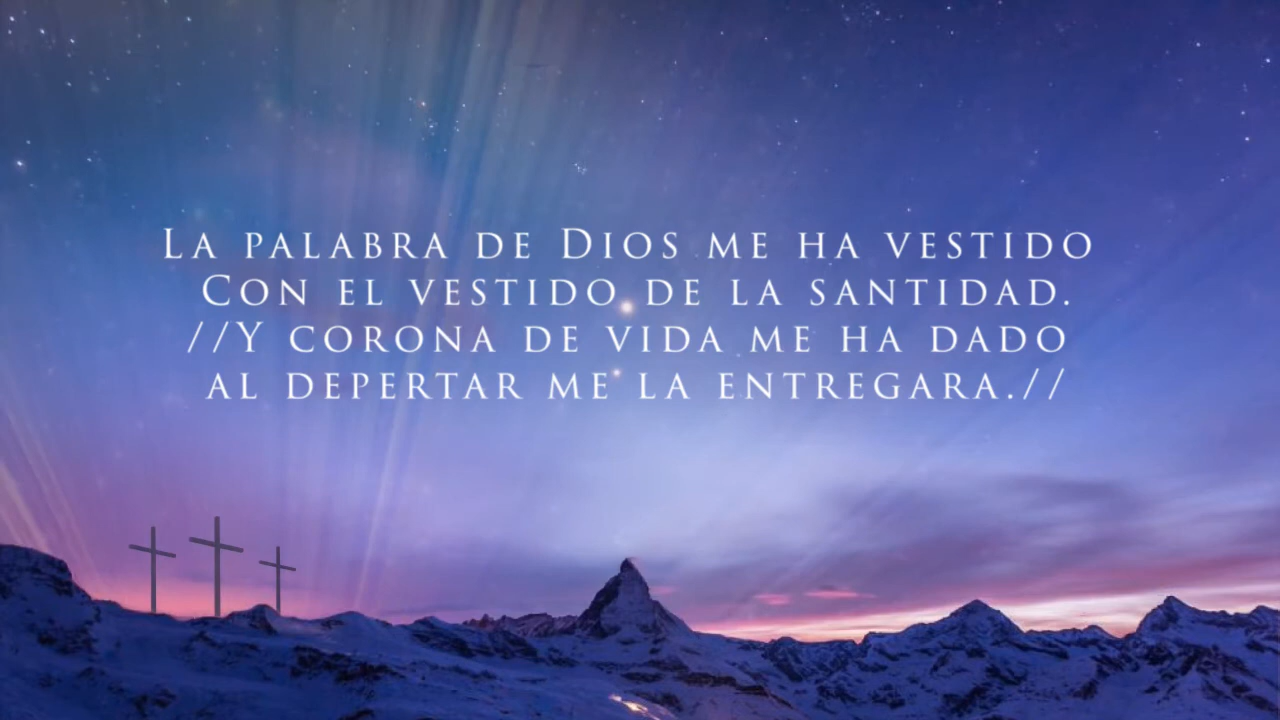 La palabra de Dios me ha vestido
Con el vestido de la santidad.
//Y corona de vida me ha dado
al depertar me la entregara.//